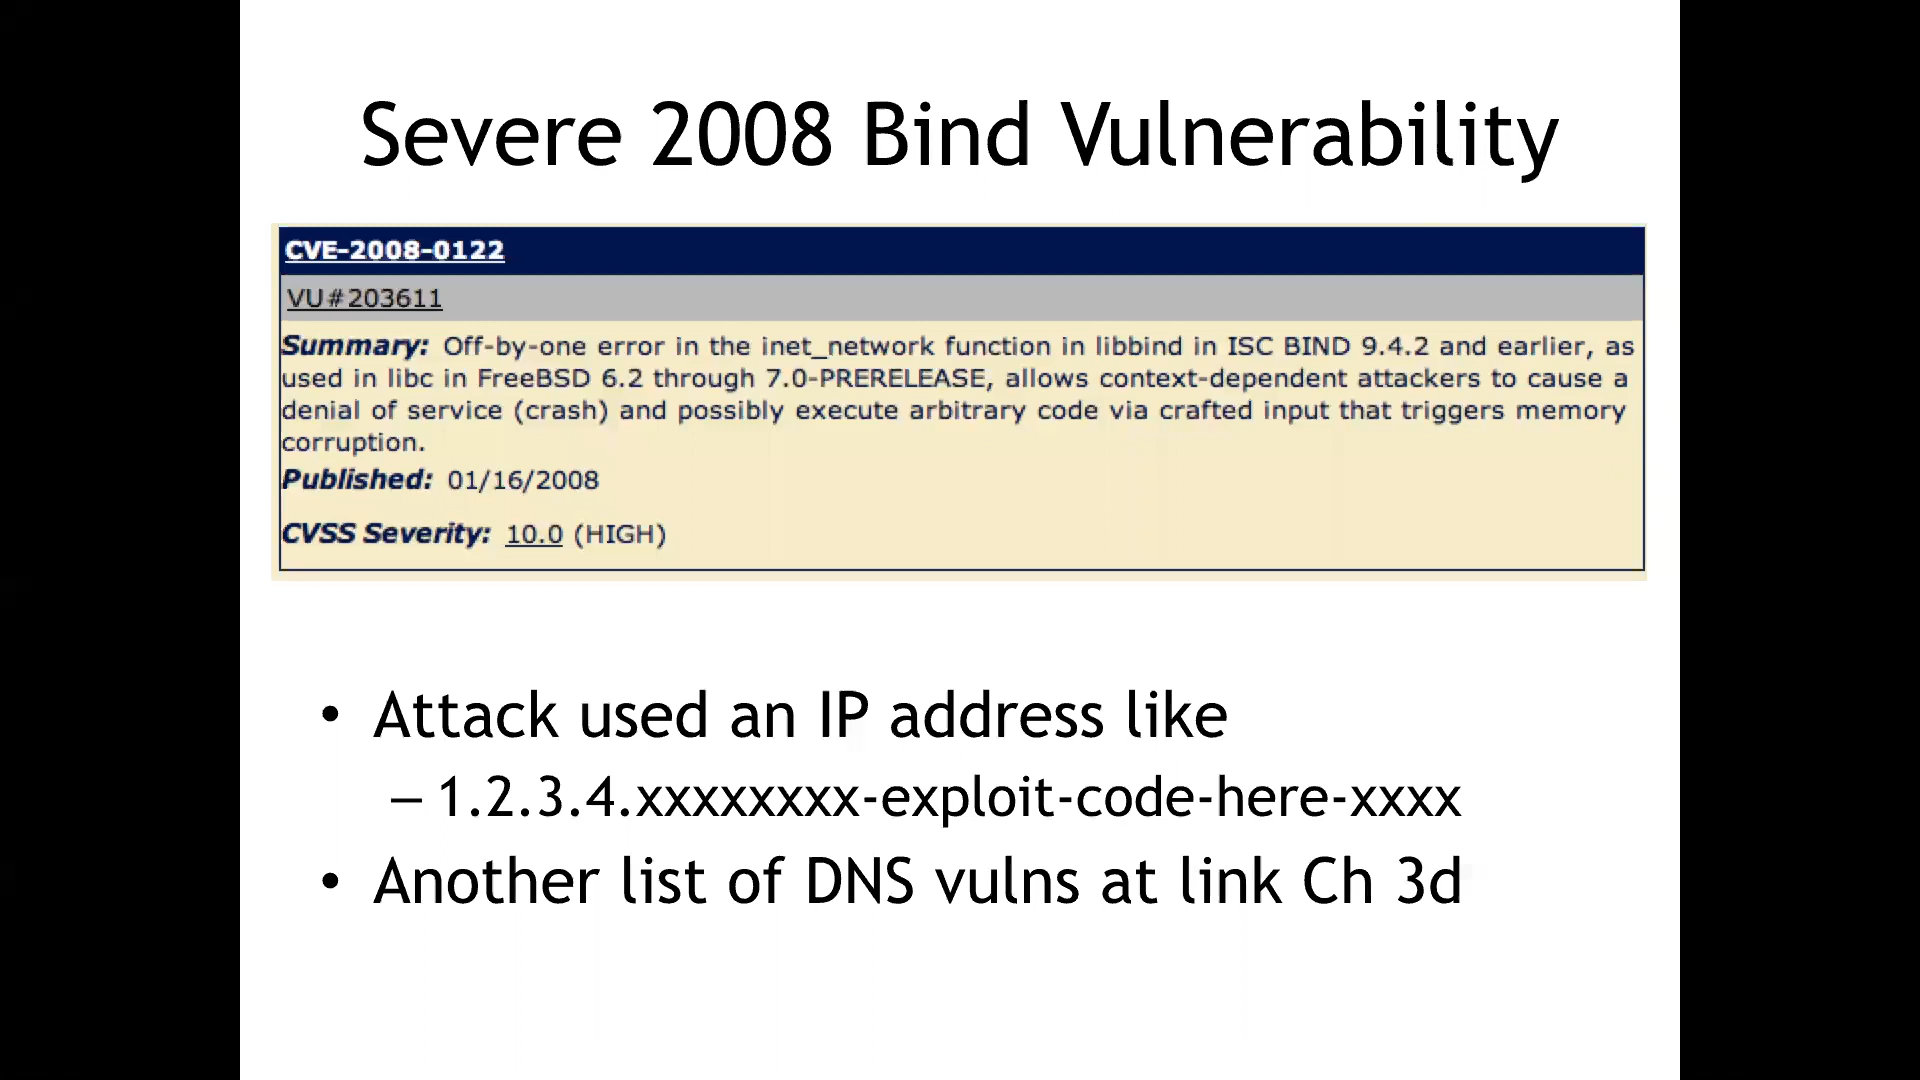 Severe 2008 Bind Vulnerability
CVE-2008-0122
VU#203611
Summary: Off-by-one error in the inet_network function in libbind in ISC BIND 9.4.2 and earlier, as
used in libc in FreeBSD 6.2 through 7.0-PRERELEASE, allows context-dependent attackers to cause a
denial of service (crash) and possibly execute arbitrary code via crafted input that triggers memory
corruption.
Published: 01/16/2008
CVSS Severity: 10.0 (HIGH)
• Attack used an IP address like
– 1.2.3.4.xxxxxxxx-exploit-code-here-xxxx
• Another list of DNS vulns at link Ch 3d